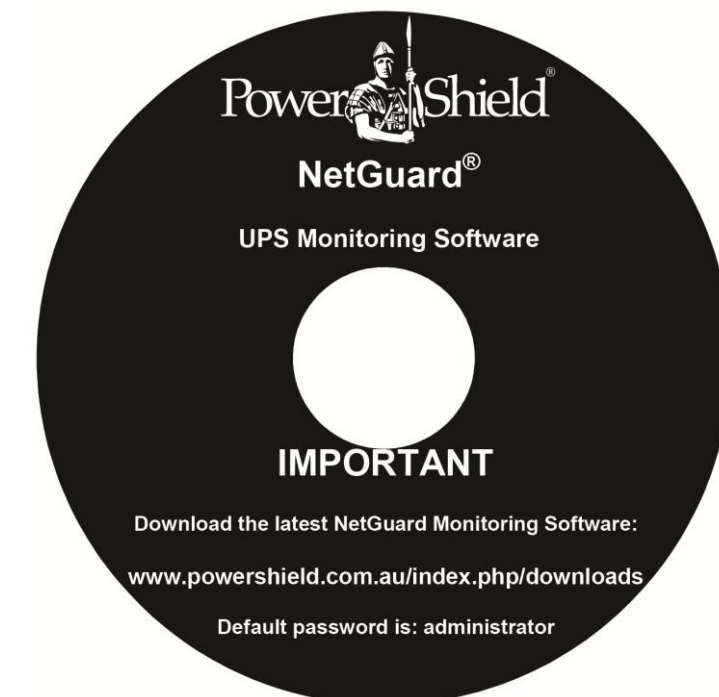 PowerShield®
NetGuard®
UPS Monitoring Software
IMPORTANT
Download the latest NetGuard Monitoring Software:
www.powershield.com.au/index.php/downloads
Default password is: administrator